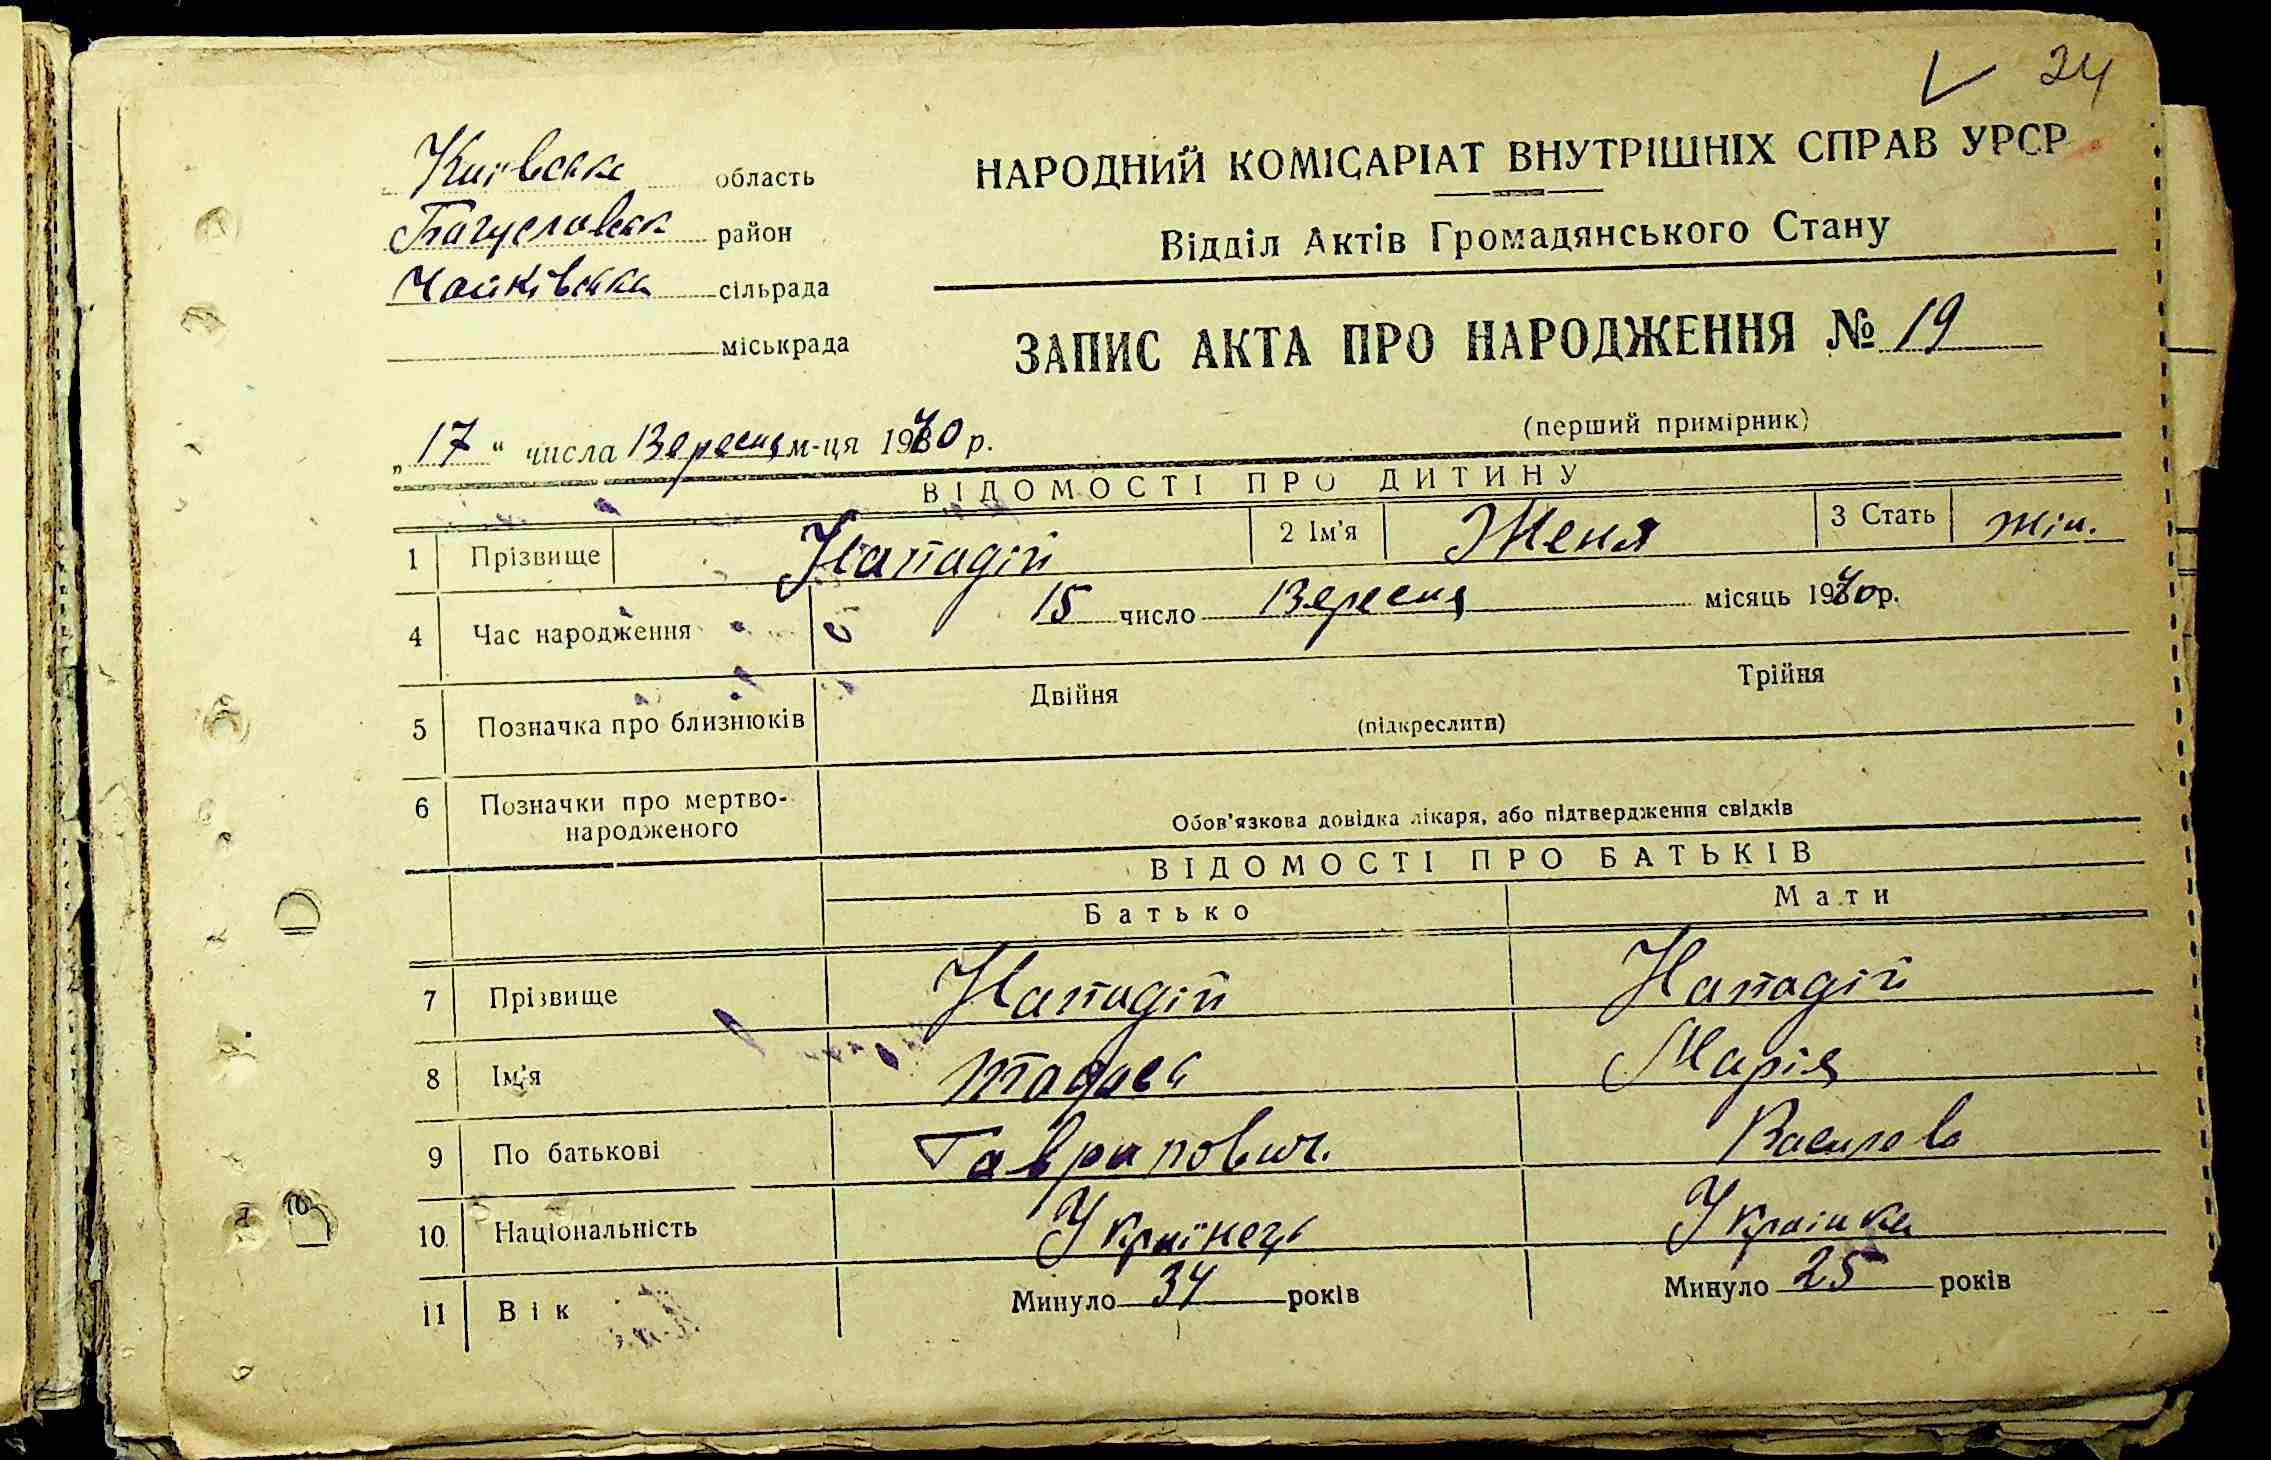 24
Київська область
Богуславськ район
Чайківська сільрада
міськрада
НАРОДНИЙ КОМІСАРІАТ ВНУТРІШНІХ СПРАВ УРСР
Відділ Актів Громадянського Стану
ЗАПИС АКТА ПРО НАРОДЖЕННЯ № 19
(перший примірник)
„17“ числа Вересня м-ця 1940 р.
ВІДОМОСТІ ПРО ДИТИНУ
1 Прізвище Нападій 2 Ім'я Женя 3 Стать жін.
4 Час народження 15 число Вересня місяць 1940р.
5 Позначка про близнюків Двійня Трійня
(підкреслити)
6 Позначки про мертво-
народженого
Обов'язкова довідка лікаря, або підтвердження свідків
ВІДОМОСТІ ПРО БАТЬКІВ
Батько Мати
7 Прізвище Нападій Нападій
8 Ім'я Марія
9 По батькові Гаврилович. Василів
10 Національність Українець Українка
11 Вік Минуло 34 років Минуло 25 років